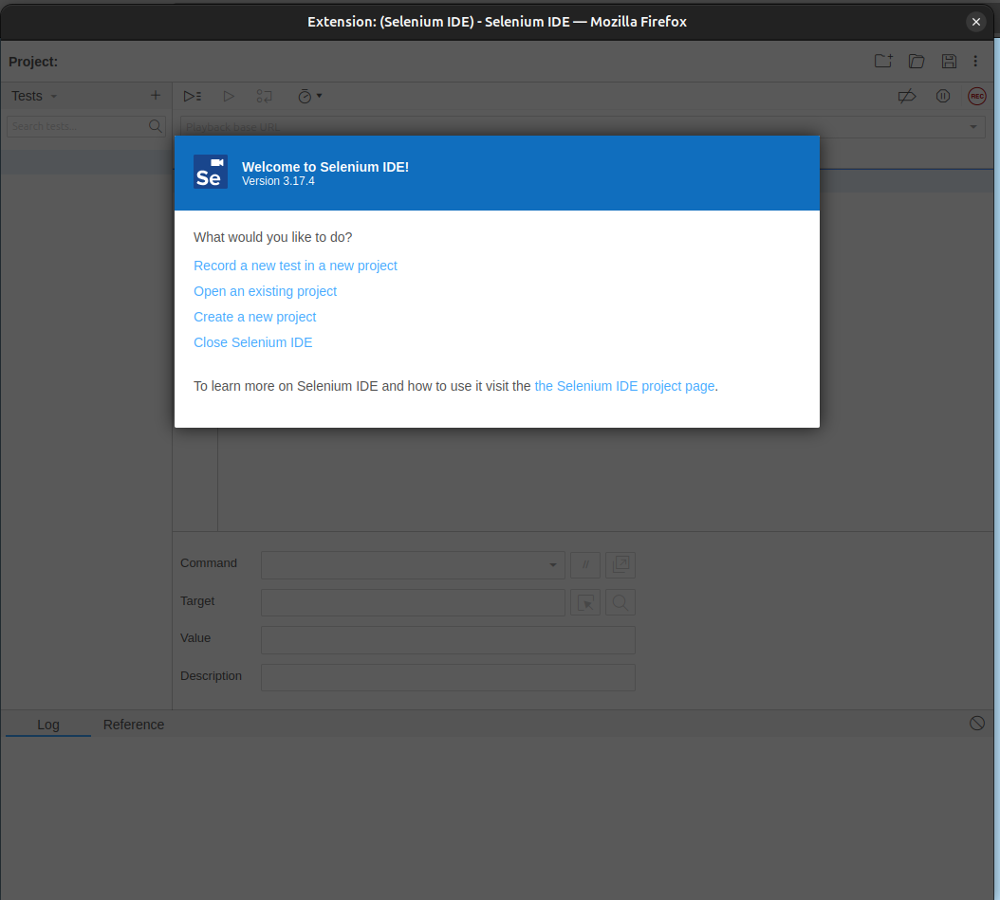 Extension: (Selenium IDE) - Selenium IDE — Mozilla Firefox
Project:
Tests
REC
Search tests...
Playback base URL
Se
Welcome to Selenium IDE!
Version 3.17.4
What would you like to do?
Record a new test in a new project
Open an existing project
Create a new project
Close Selenium IDE
To learn more on Selenium IDE and how to use it visit the the Selenium IDE project page.
Command
//
Target
Value
Description
Log Reference